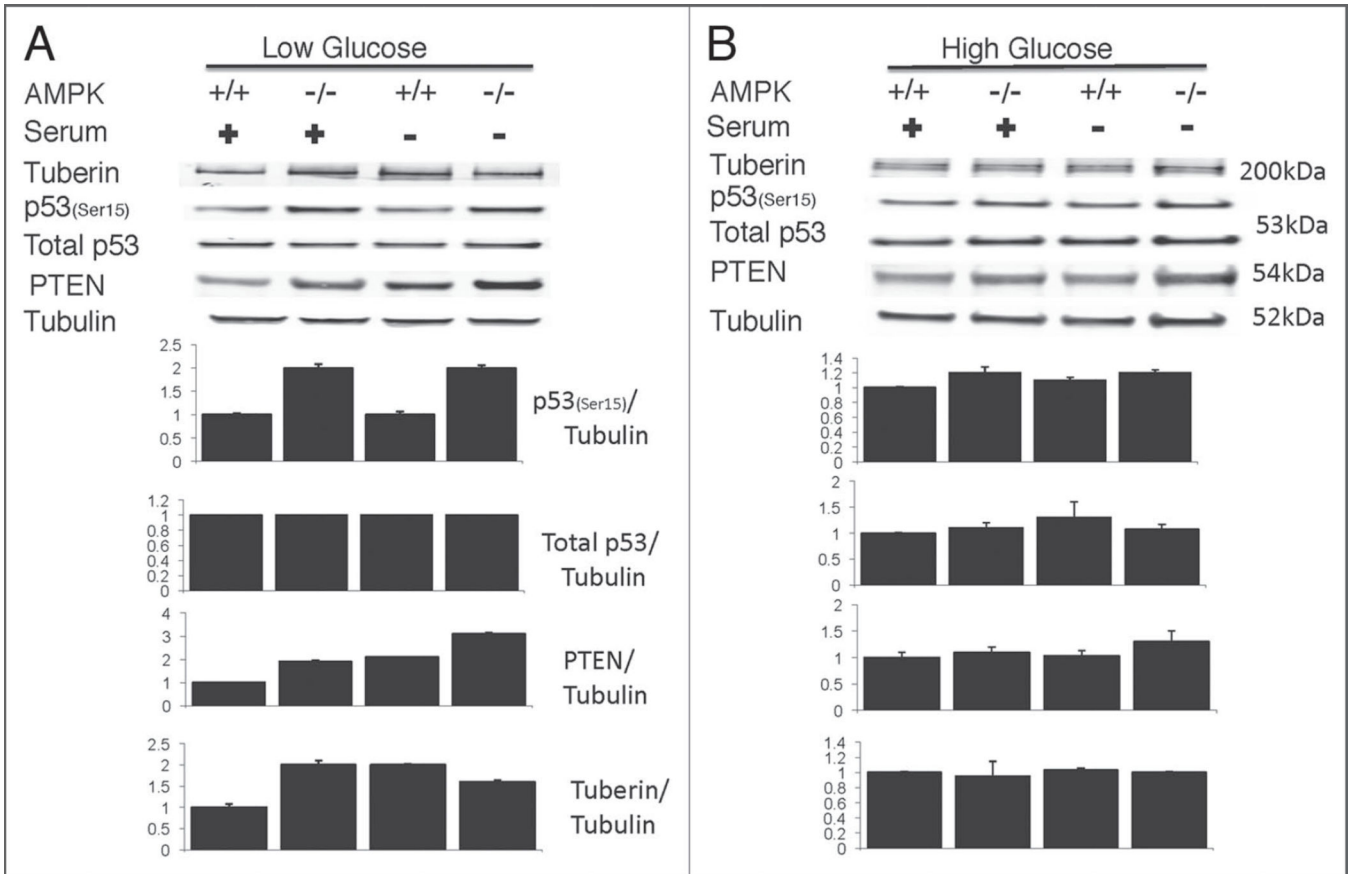 A
Low Glucose
AMPK +/+ -/- +/+ -/-
Serum + + - -
Tuberin
p53(Ser15)
Total p53
PTEN
Tubulin
2.5
2
1.5
1
0.5
0
p53(Ser15)/
Tubulin
1.2
1
0.8
0.6
0.4
0.2
0
Total p53/
Tubulin
4
3
2
1
0
PTEN/
Tubulin
2.5
2
1.5
1
0.5
0
Tuberin/
Tubulin
B
High Glucose
AMPK +/+ -/- +/+ -/-
Serum + + - -
Tuberin 200kDa
p53(Ser15)
Total p53 53kDa
PTEN 54kDa
Tubulin 52kDa
1.4
1.2
1
0.8
0.6
0.4
0.2
0
2
1.5
1
0.5
0
2
1.5
1
0.5
0
1.4
1.2
1
0.8
0.6
0.4
0.2
0